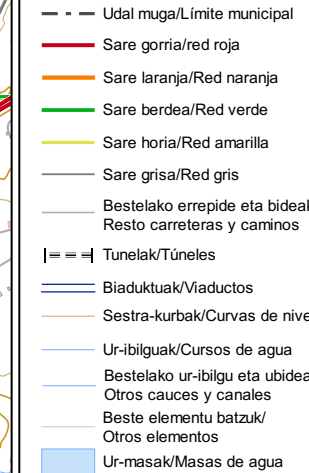 Udal muga/Límite municipal
Sare gorria/red roja
Sare laranja/Red naranja
Sare berdea/Red verde
Sare horia/Red amarilla
Sare grisa/Red gris
Bestelako errepide eta bideak
Resto carreteras y caminos
Tunelak/Túneles
Biaduktuak/Viaductos
Sestra-kurbak/Curvas de nive
Ur-ibilguak/Cursos de agua
Bestelako ur-ibilgu eta ubidea
Otros cauces y canales
Beste elementu batzuk/
Otros elementos
Ur-masak/Masas de agua